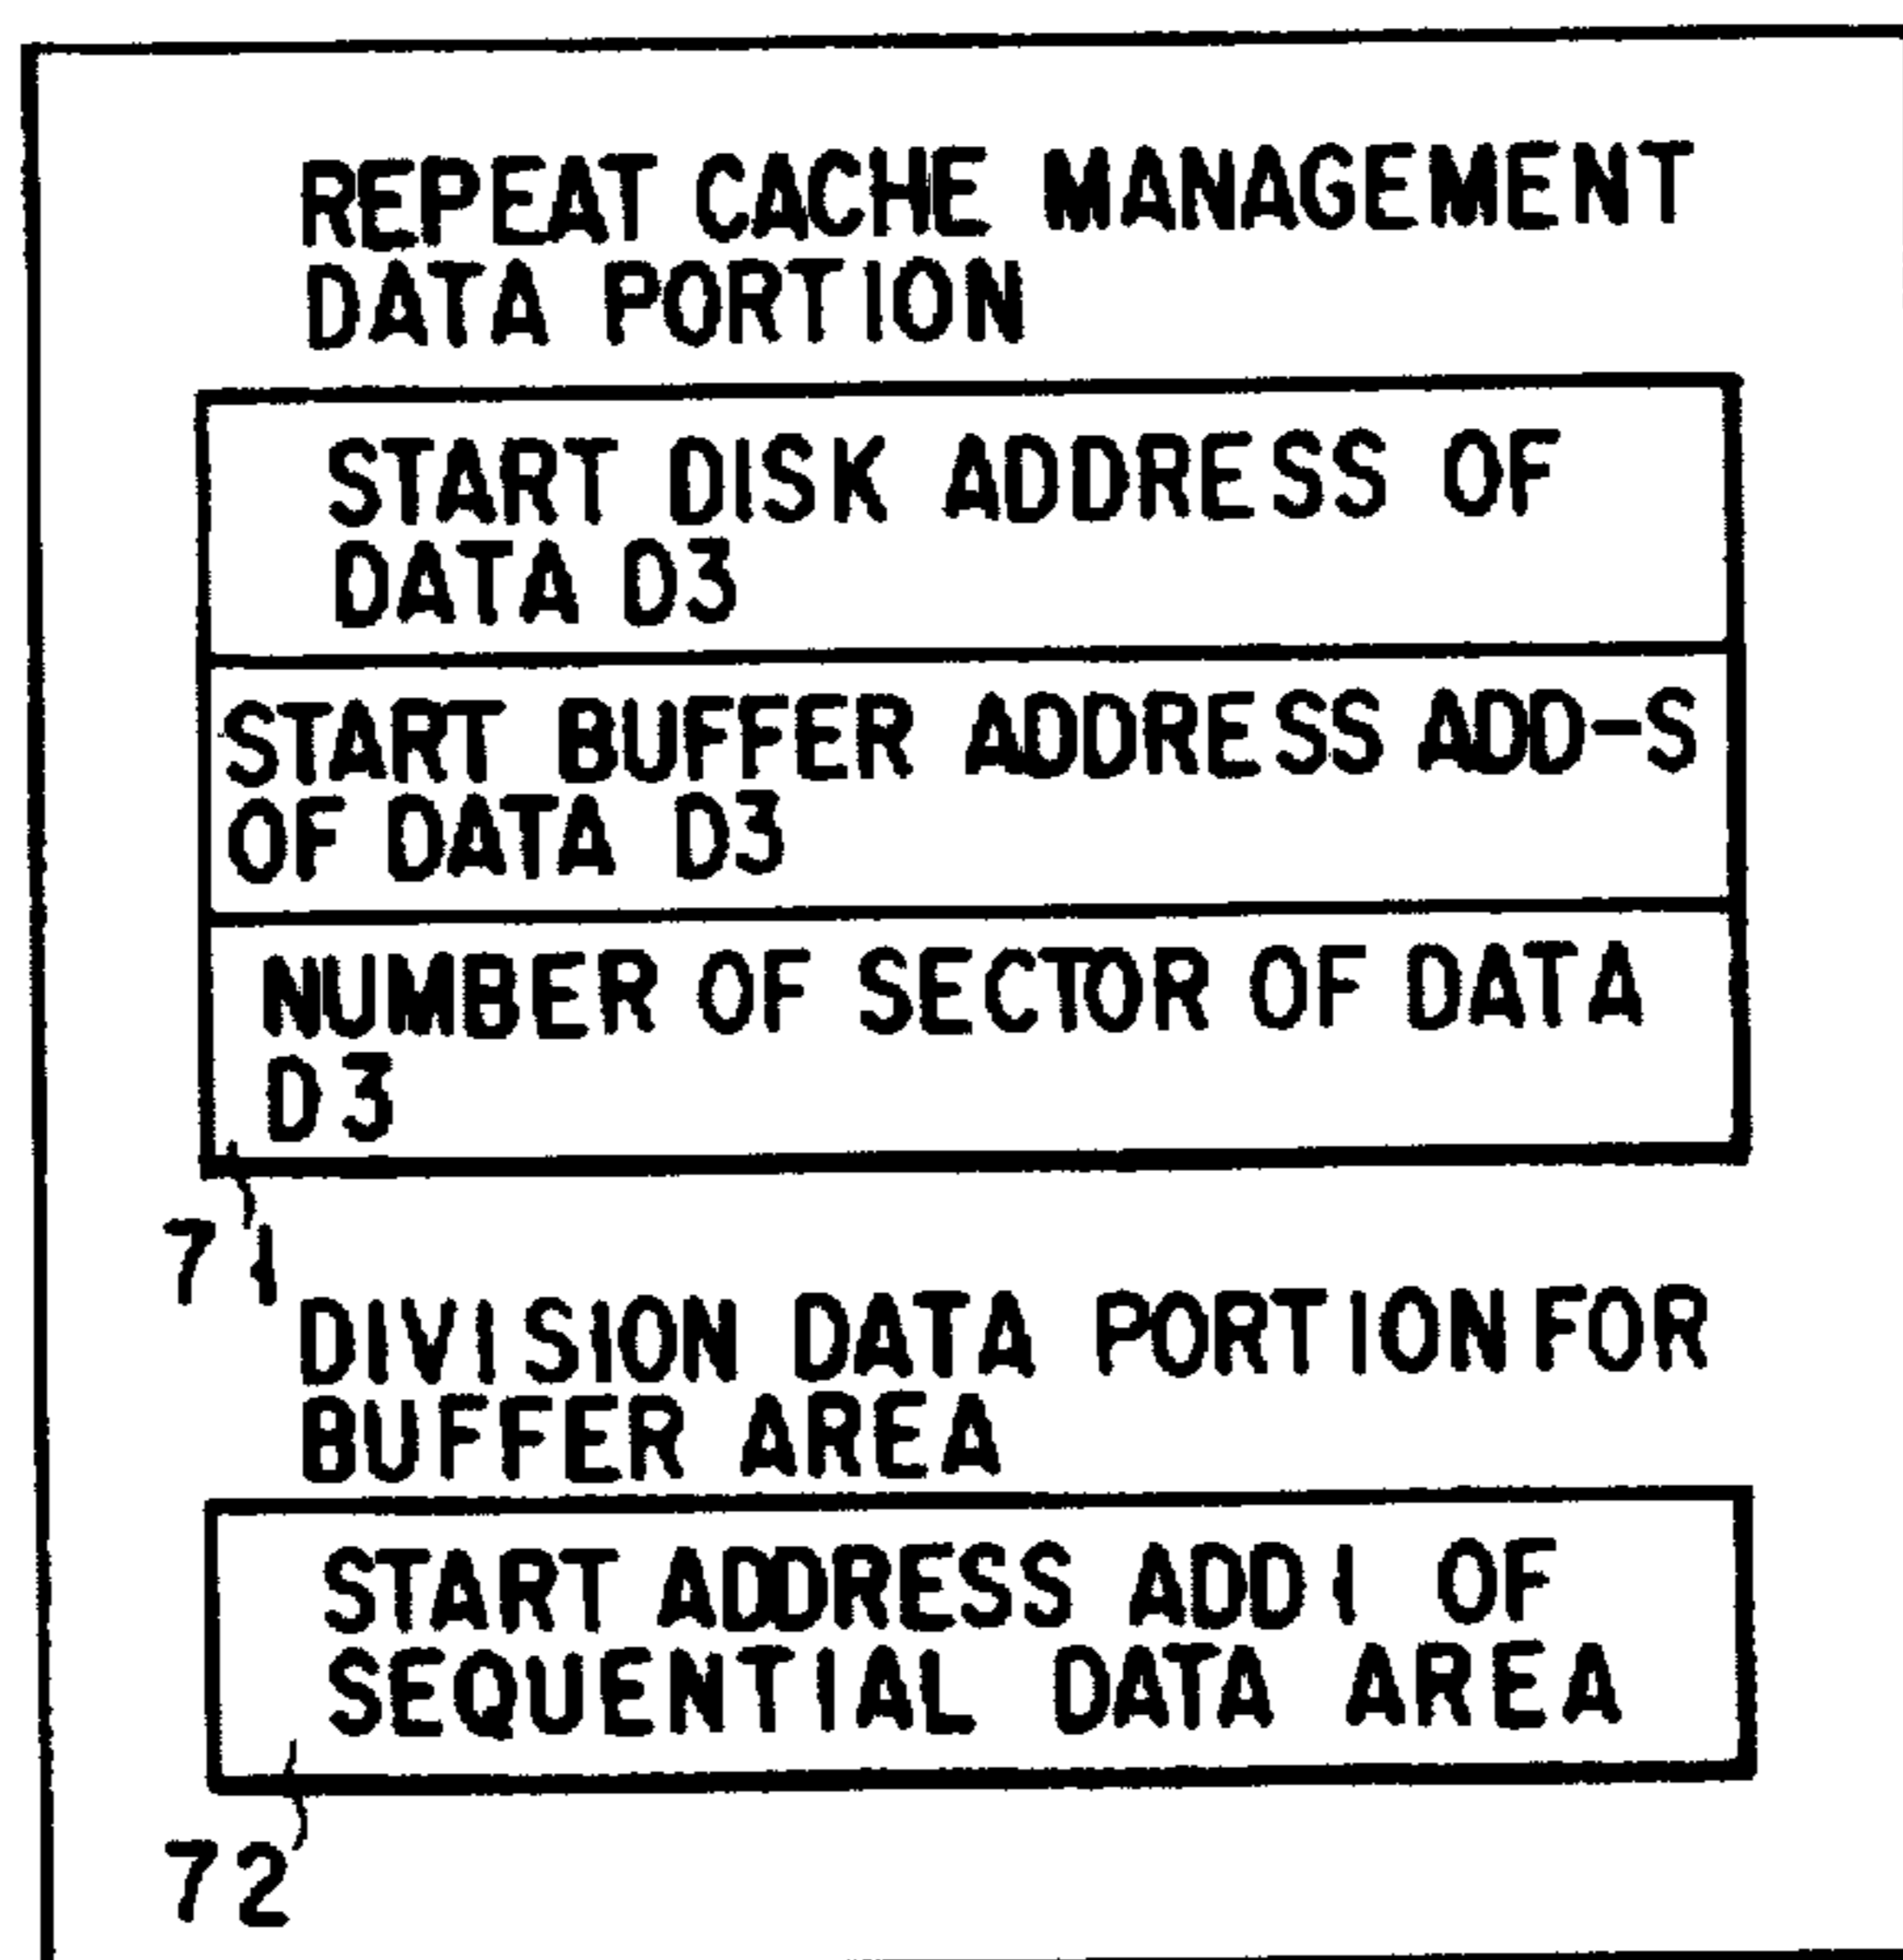 REPEAT CACHE MANAGEMENT
DATA PORTION
START DISK ADDRESS OF
DATA D3
START BUFFER ADDRESS ADD-S
OF DATA D3
NUMBER OF SECTOR OF DATA
D3
71
DIVISION DATA PORTION FOR
BUFFER AREA
START ADDRESS ADD1 OF
SEQUENTIAL DATA AREA
72